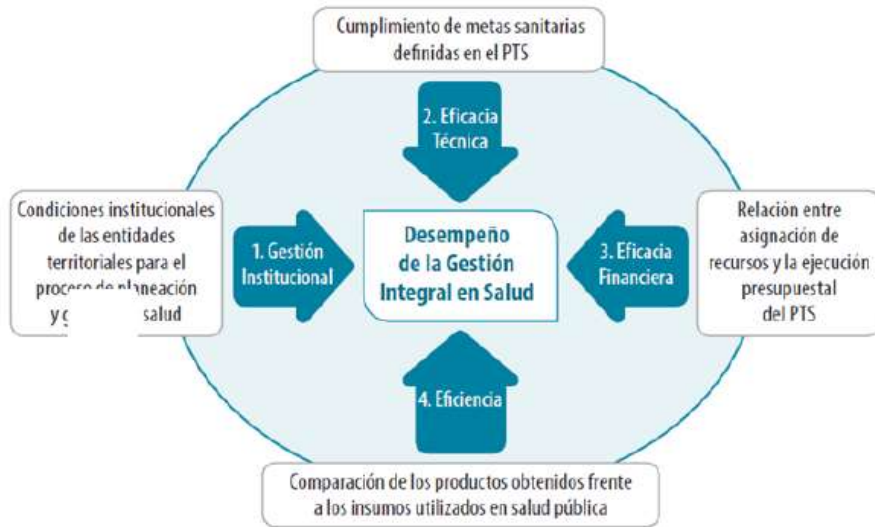 Cumplimiento de metas sanitarias
definidas en el PTS
2. Eficacia
Técnica
Condiciones institucionales
de las entidades
territoriales para el
proceso de planeación
y g salud
1. Gestión
Institucional
Desempeño
de la Gestión
Integral en Salud
3. Eficacia
Financiera
Relación entre
asignación de
recursos y la ejecución
presupuestal
del PTS
4. Eficiencia
Comparación de los productos obtenidos frente
a los insumos utilizados en salud pública